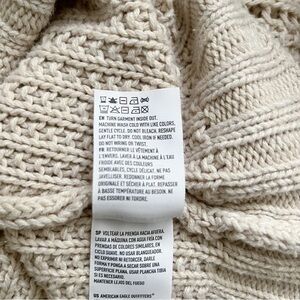 EN TURN GARMENT INSIDE OUT.
MACHINE WASH COLD WITH LIKE COLORS,
GENTLE CYCLE. DO NOT BLEACH. RESHAPE
LAY FLAT TO DRY. COOL IRON IF NEEDED.
DO NOT WRING OR TWIST.
FR RETOURNER LE VÊTEMENT À
L'ENVERS. LAVER À LA MACHINE À L'EAU
FROIDE AVEC DES COULEURS
SEMBLABLES, CYCLE DÉLICAT. NE PAS
JAVELLISER. REDONNER LA FORME
ORIGINALE ET SÉCHER À PLAT. REPASSER
À BASSE TEMPÉRATURE AU BESOIN. NE
PAS ESSORER NI TORDRE.
SP VOLTEAR LA PRENDA HACIA AFUERA.
LAVAR A MÁQUINA CON AGUA FRÍA CON
PRENDAS DE COLORES SIMILARES, EN
CICLO SUAVE. NO USAR BLANQUEADOR.
NO EXPRIMIR NI RETORCER. DARLE
FORMA Y PONGA A SECAR SOBRE UNA
SUPERFICIE PLANA. USAR PLANCHA TIBIA
SI ES NECESARIO.
US AMERICAN EAGLE OUTFITTERS